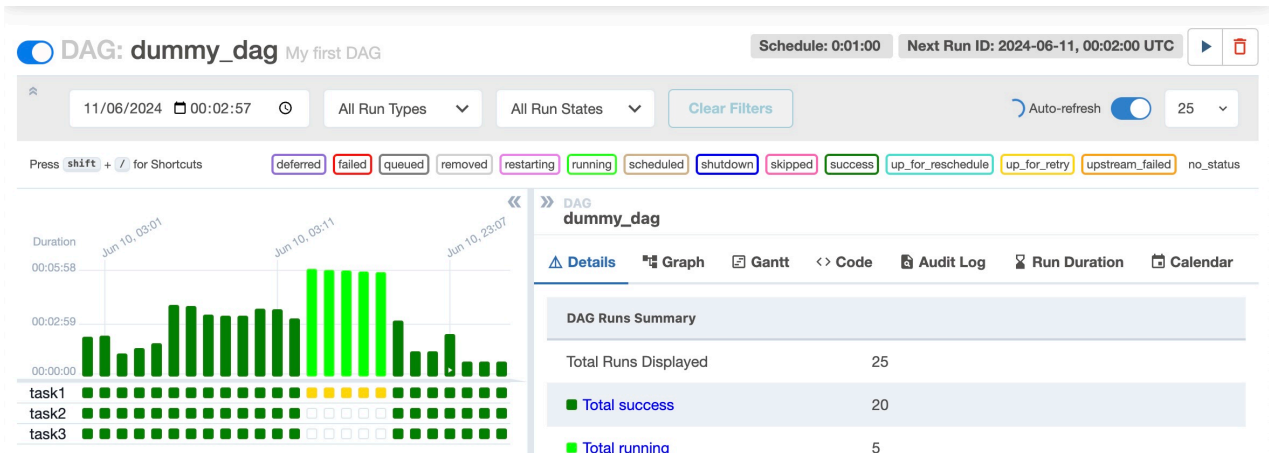 DAG: dummy_dag My first DAG
Schedule: 0:01:00 Next Run ID: 2024-06-11, 00:02:00 UTC
11/06/2024 00:02:57 All Run Types All Run States Clear Filters Auto-refresh 25
Press shift + / for Shortcuts deferred failed queued removed restarting running scheduled shutdown skipped success up_for_reschedule up_for_retry upstream_failed no_status
Duration
Jun 10, 03:01
Jun 10, 03:11
Jun 10, 23:07
00:05:58
00:02:59
00:00:00
task1
task2
task3
DAG
dummy_dag
Details Graph Gantt <> Code Audit Log Run Duration Calendar
DAG Runs Summary
Total Runs Displayed 25
Total success 20
Total running 5